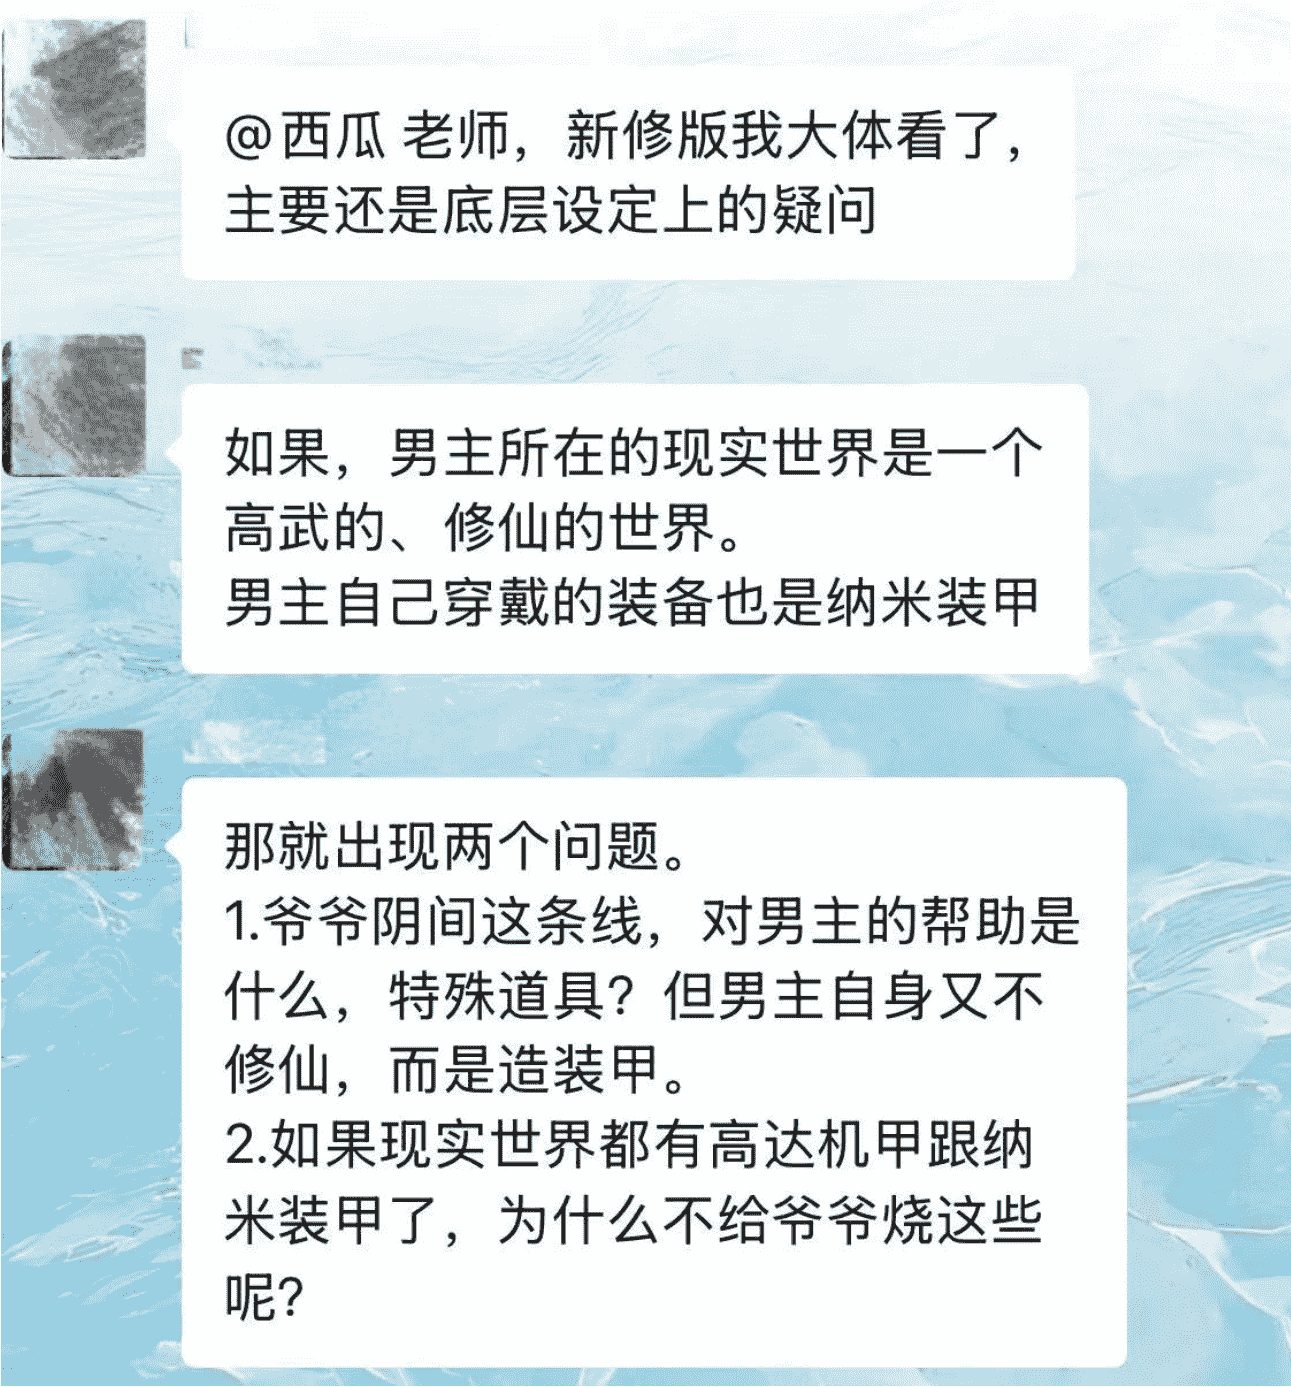 @西瓜 老师，新修版我大体看了，
主要还是底层设定上的疑问
如果，男主所在的现实世界是一个
高武的、修仙的世界。
男主自己穿戴的装备也是纳米装甲
那就出现两个问题。
1.爷爷阴间这条线，对男主的帮助是
什么，特殊道具？但男主自身又不
修仙，而是造装甲。
2.如果现实世界都有高达机甲跟纳
米装甲了，为什么不给爷爷烧这些
呢？